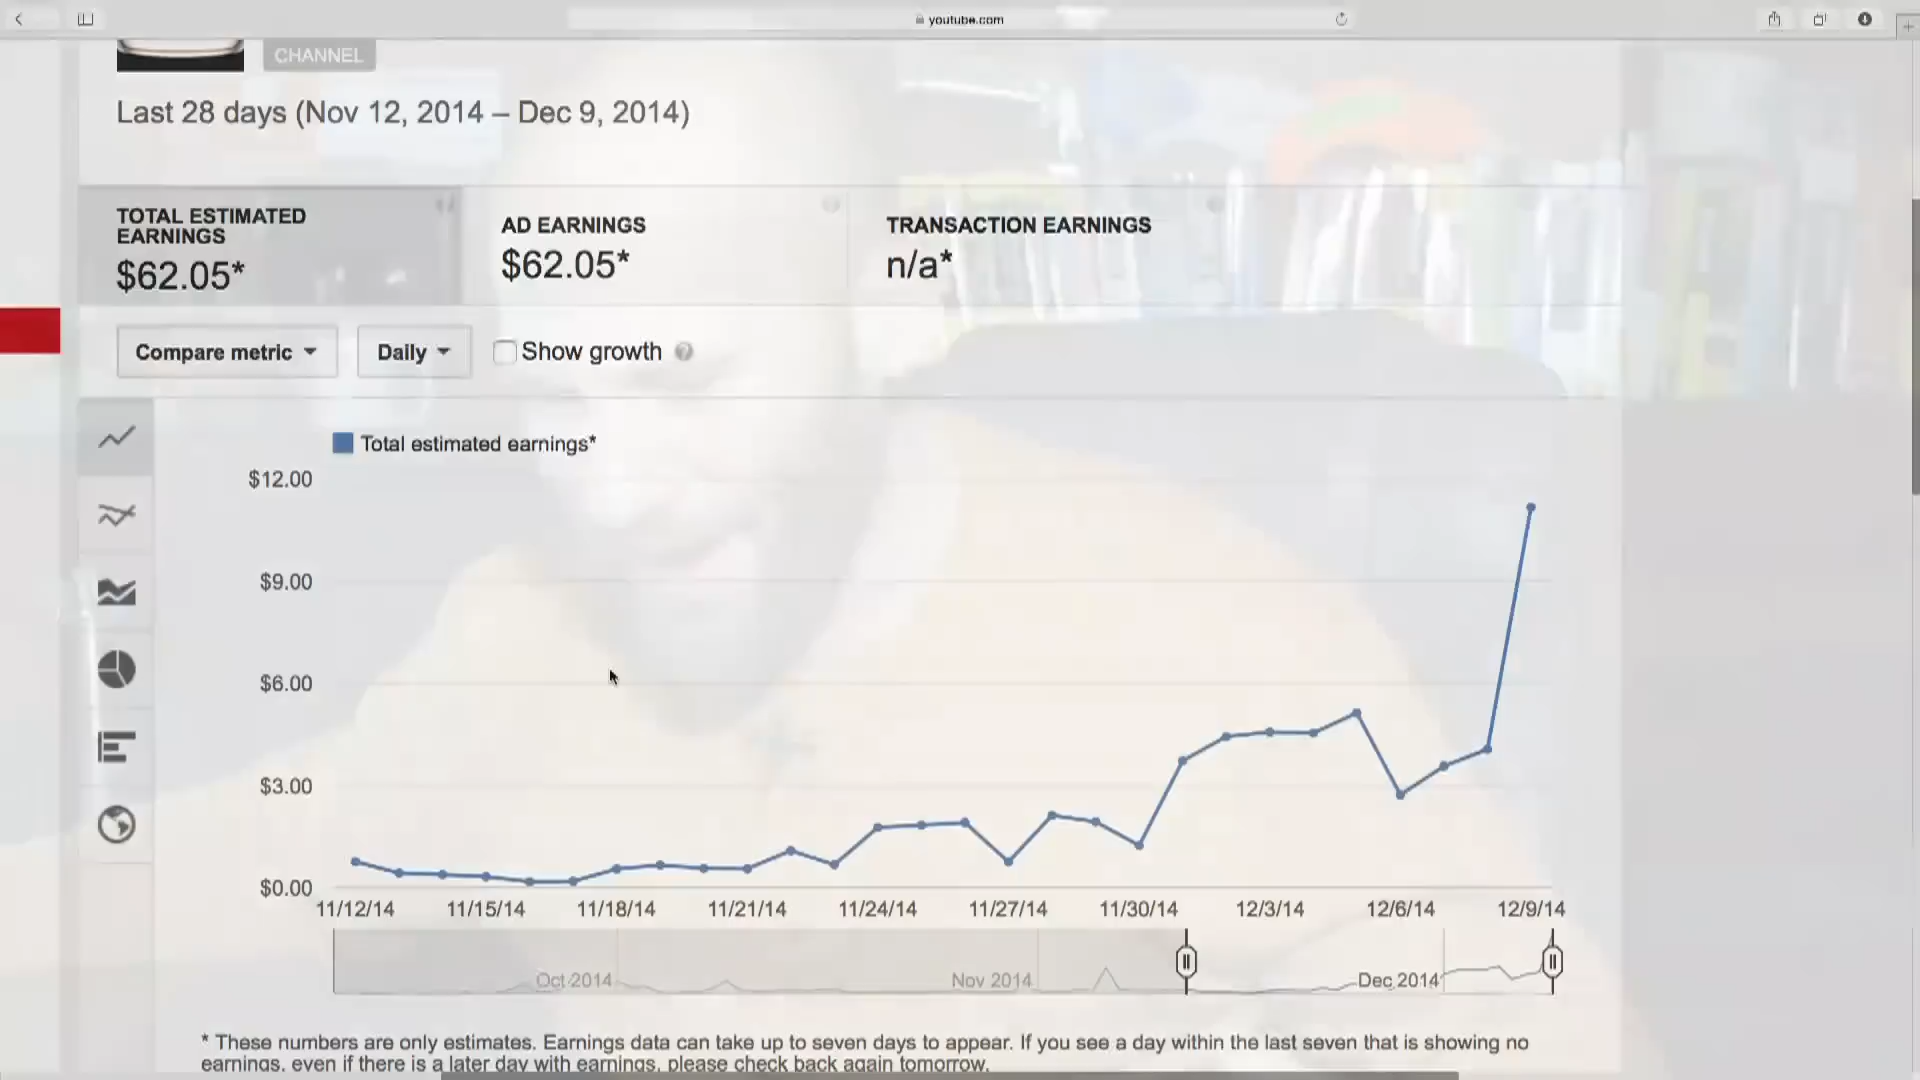 youtube.com
CHANNEL
Last 28 days (Nov 12, 2014 – Dec 9, 2014)
TOTAL ESTIMATED
EARNINGS
$62.05*
AD EARNINGS
$62.05*
TRANSACTION EARNINGS
n/a*
Compare metric
Daily
Show growth
?
Total estimated earnings*
$12.00
$9.00
$6.00
$3.00
$0.00
11/12/14 11/15/14 11/18/14 11/21/14 11/24/14 11/27/14 11/30/14 12/3/14 12/6/14 12/9/14
Oct 2014 Nov 2014 Dec 2014
* These numbers are only estimates. Earnings data can take up to seven days to appear. If you see a day within the last seven that is showing no
earnings, even if there is a later day with earnings, please check back again tomorrow.